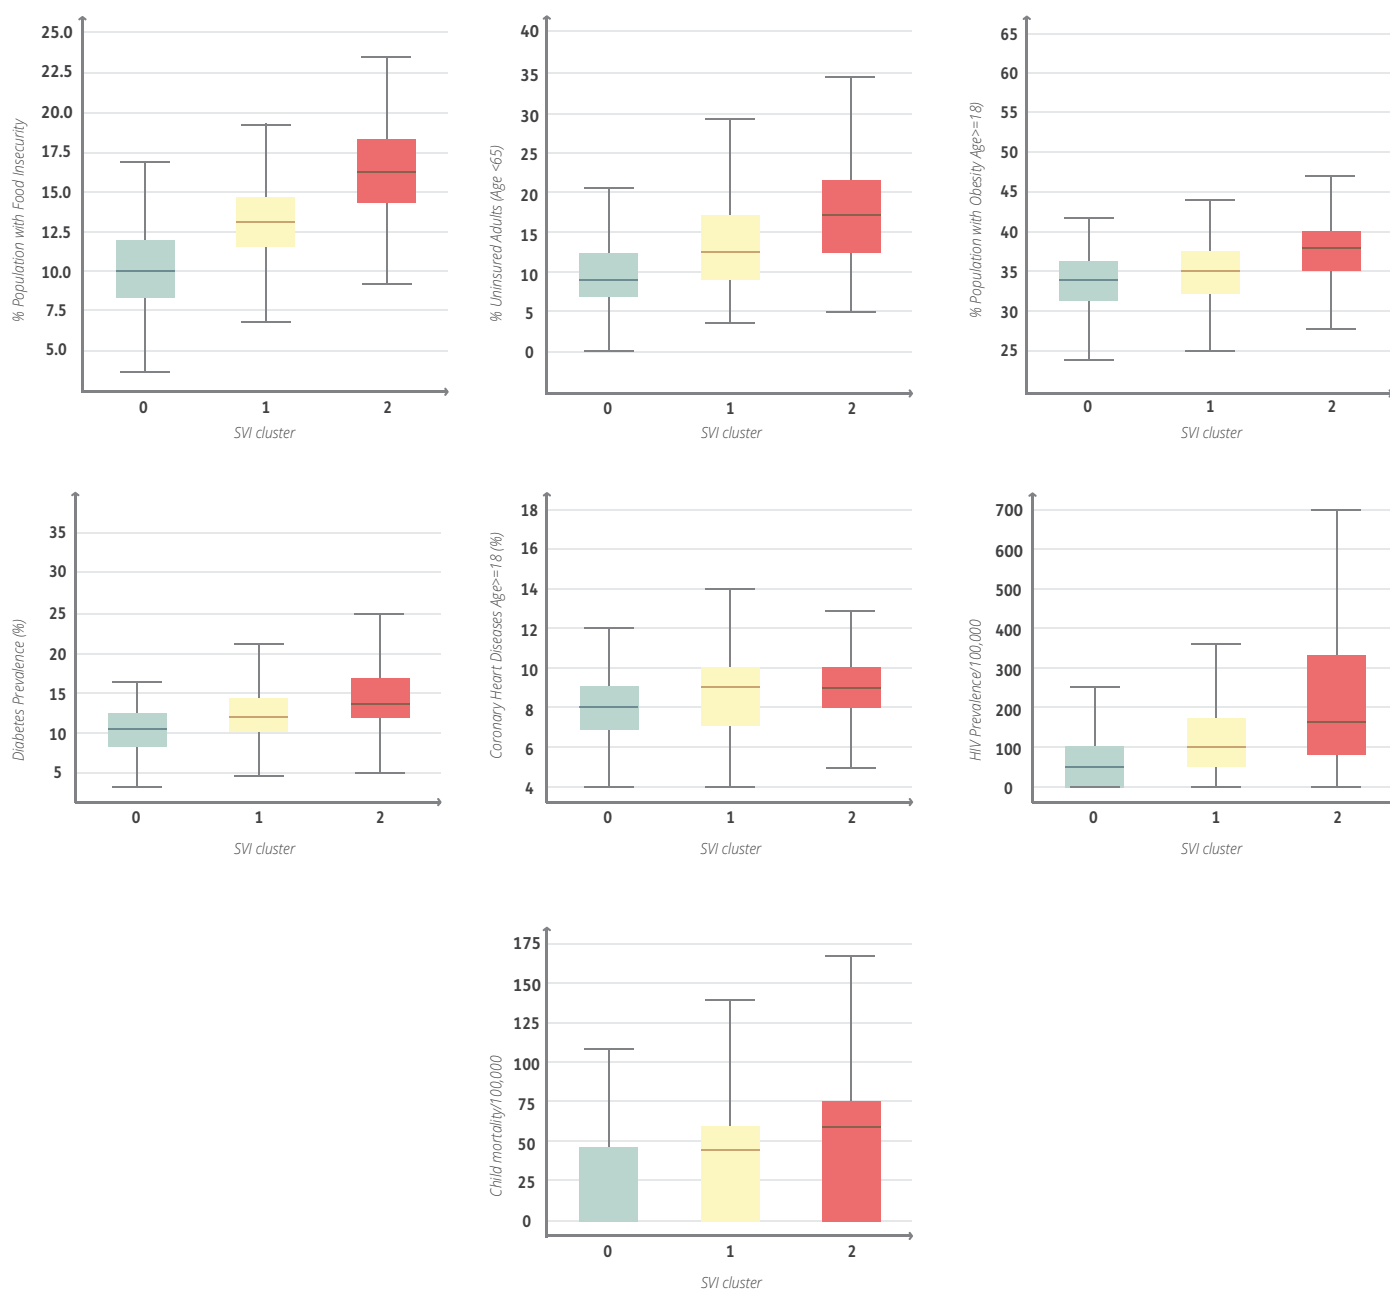 % Population with Food Insecurity
25.0
22.5
20.0
17.5
15.0
12.5
10.0
7.5
5.0
0 1 2
SVI cluster
% Uninsured Adults (Age <65)
40
35
30
25
20
15
10
5
0
0 1 2
SVI cluster
% Population with Obesity Age>=18)
65
60
55
50
45
40
35
30
25
0 1 2
SVI cluster
Diabetes Prevalence (%)
35
30
25
20
15
10
5
0 1 2
SVI cluster
Coronary Heart Diseases Age>=18 (%)
18
16
14
12
10
8
6
4
0 1 2
SVI cluster
HIV Prevalence/100,000
700
600
500
400
300
200
100
0
0 1 2
SVI cluster
Child mortality/100,000
175
150
125
100
75
50
25
0
0 1 2
SVI cluster